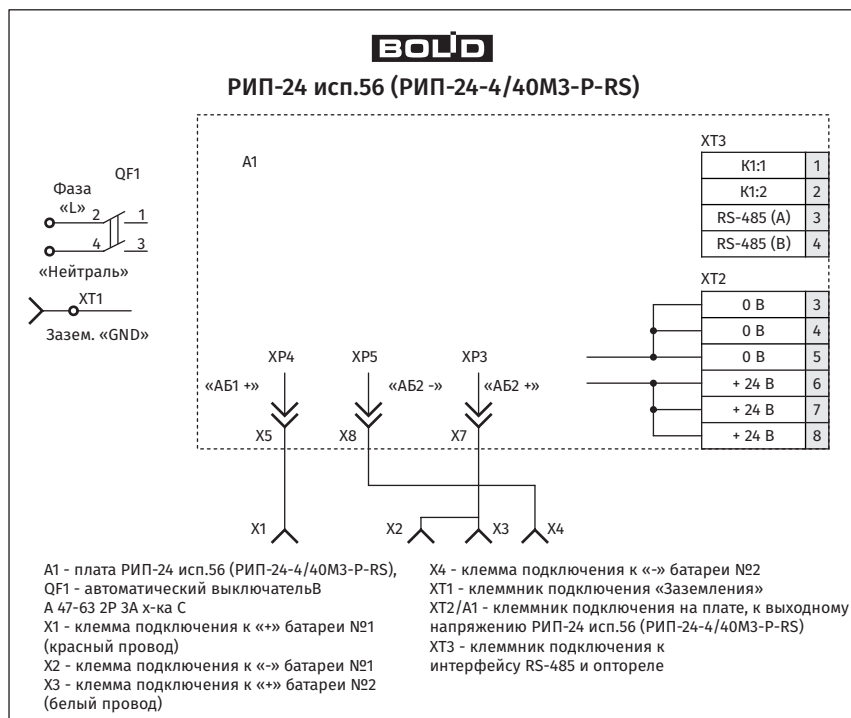 BOLID
РИП-24 исп.56 (РИП-24-4/40М3-Р-RS)
А1
QF1
Фаза
«L»
2
1
4
3
«Нейтраль»
XT1
Зазем. «GND»
XT3
К1:1 1
К1:2 2
RS-485 (A) 3
RS-485 (B) 4
XT2
0 В 3
0 В 4
0 В 5
+ 24 В 6
+ 24 В 7
+ 24 В 8
XP4 XP5 XP3
«АБ1 +» «АБ2 -» «АБ2 +»
X5 X8 X7
X1 X2 X3 X4
А1 - плата РИП-24 исп.56 (РИП-24-4/40М3-Р-RS),
QF1 - автоматический выключательВ
А 47-63 2Р 3А х-ка С
X1 - клемма подключения к «+» батареи №1
(красный провод)
X2 - клемма подключения к «-» батареи №1
X3 - клемма подключения к «+» батареи №2
(белый провод)
X4 - клемма подключения к «-» батареи №2
XT1 - клеммник подключения «Заземления»
XT2/A1 - клеммник подключения на плате, к выходному
напряжению РИП-24 исп.56 (РИП-24-4/40М3-Р-RS)
XT3 - клеммник подключения к
интерфейсу RS-485 и оптореле